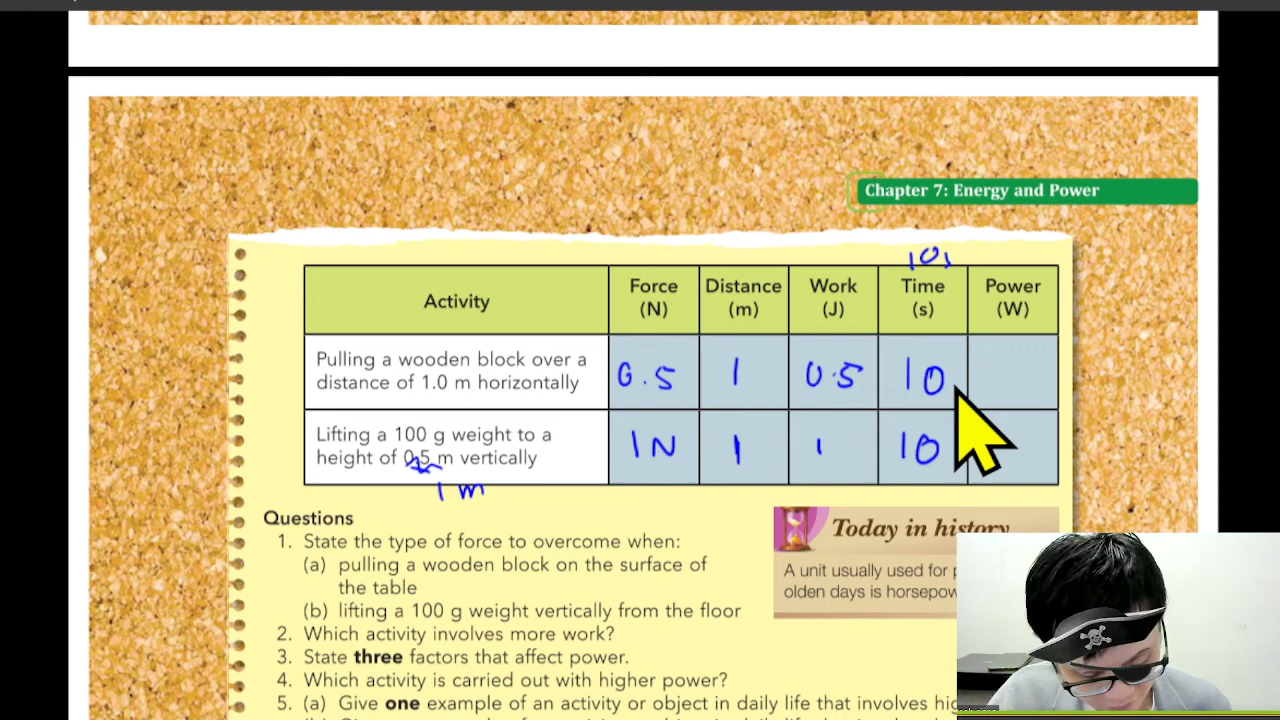 Chapter 7: Energy and Power
10s
Activity Force (N) Distance (m) Work (J) Time (s) Power (W)
Pulling a wooden block over a
distance of 1.0 m horizontally
0.5 1 0.5 10
Lifting a 100 g weight to a
height of 0.5 m vertically
1N 1 1 10
1 m
Questions
1. State the type of force to overcome when:
(a) pulling a wooden block on the surface of
the table
(b) lifting a 100 g weight vertically from the floor
2. Which activity involves more work?
3. State three factors that affect power.
4. Which activity is carried out with higher power?
5. (a) Give one example of an activity or object in daily life that involves
Today in history
A unit usually used for
olden days is